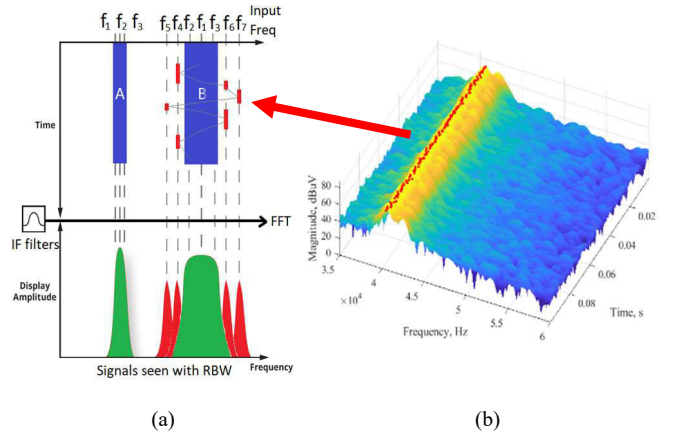 Input
Freq
f₁ f₂ f₃ f₅ f₄ f₂ f₁ f₃ f₆ f₇
A
B
Time
FFT
IF filters
Display
Amplitude
Frequency
Signals seen with RBW
Magnitude, dBµV
80
60
40
20
0
3.5
4
4.5
5
5.5
6
×10⁴
Frequency, Hz
0.02
0.04
0.06
0.08
Time, s
(a)
(b)